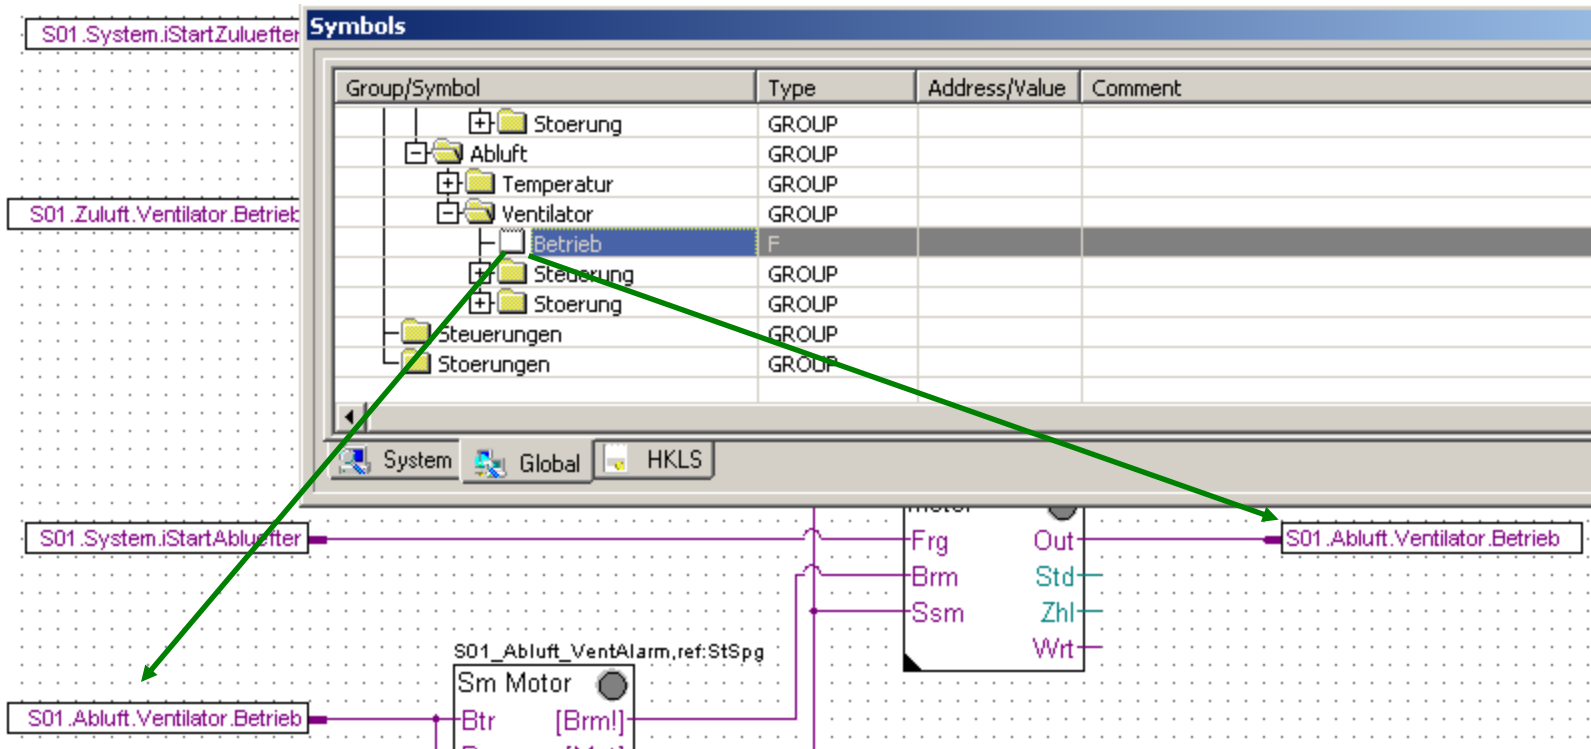 S01.System.iStartZuluefter
Symbols
Group/Symbol Type Address/Value Comment
Stoerung GROUP
Abluft GROUP
Temperatur GROUP
S01.Zuluft.Ventilator.Betrieb
Ventilator GROUP
Betrieb F
Steuerung GROUP
Stoerung GROUP
Steuerungen GROUP
Stoerungen GROUP
System Global HKLS
motor
S01.System.iStartAbluefter
Frg Out
S01.Abluft.Ventilator.Betrieb
Brm Std
Ssm Zhl
Wrt
S01_Abluft_VentAlarm,ref:StSpg
Sm Motor
S01.Abluft.Ventilator.Betrieb
Btr [Brm!]